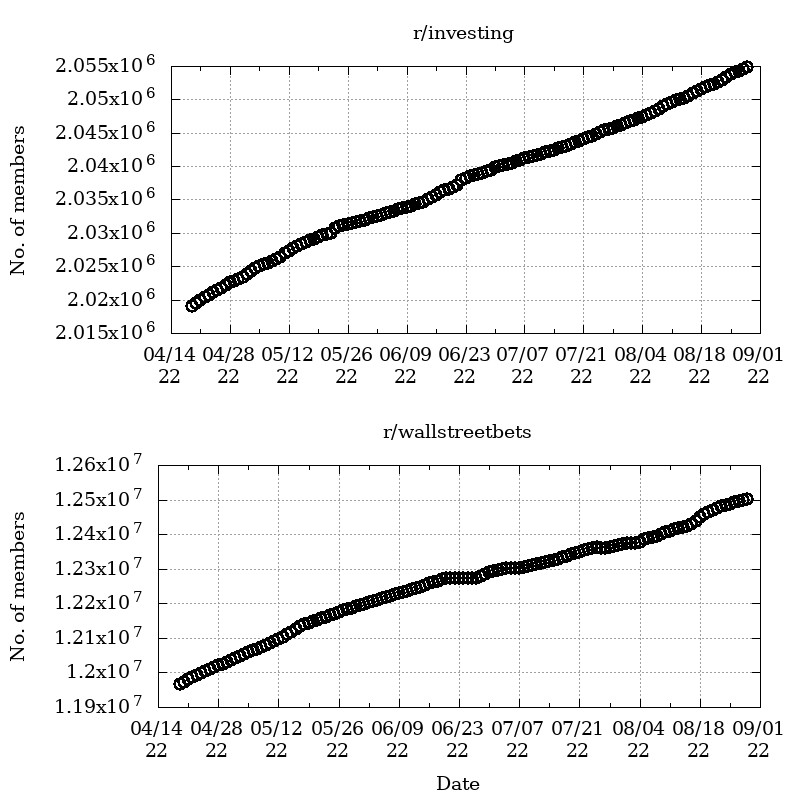 r/investing
2.055x10^6
2.05x10^6
2.045x10^6
2.04x10^6
2.035x10^6
2.03x10^6
2.025x10^6
2.02x10^6
2.015x10^6
No. of members
04/14 04/28 05/12 05/26 06/09 06/23 07/07 07/21 08/04 08/18 09/01
22 22 22 22 22 22 22 22 22 22 22
r/wallstreetbets
1.26x10^7
1.25x10^7
1.24x10^7
1.23x10^7
1.22x10^7
1.21x10^7
1.2x10^7
1.19x10^7
No. of members
04/14 04/28 05/12 05/26 06/09 06/23 07/07 07/21 08/04 08/18 09/01
22 22 22 22 22 22 22 22 22 22 22
Date